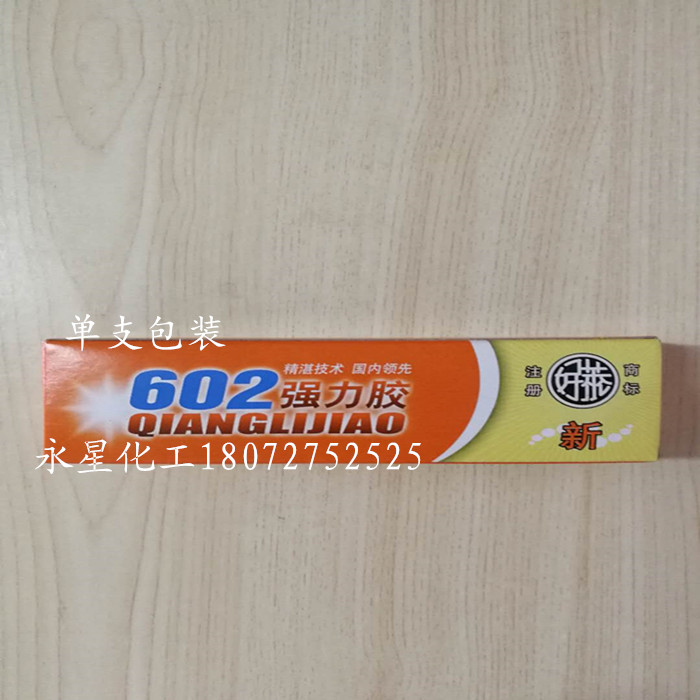 单支包装
精湛技术 国内领先
602强力胶
QIANGLIJIAO
注册
商标
新
永星化工18072752525